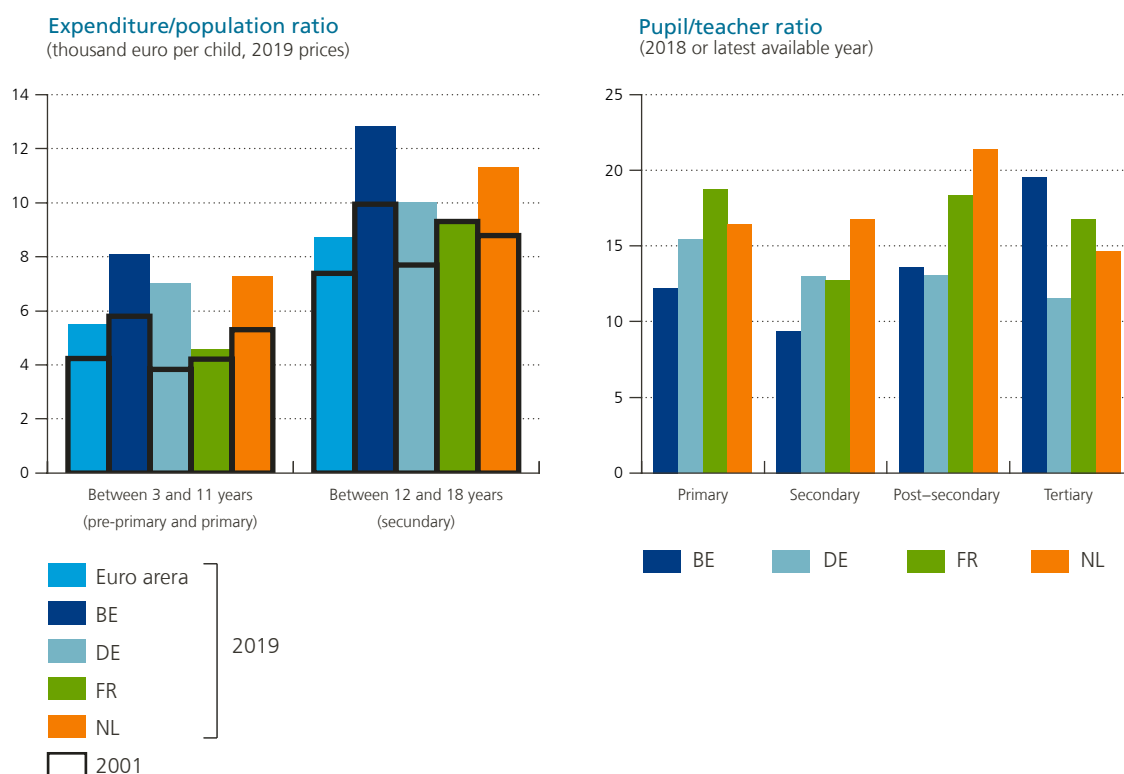 Expenditure/population ratio
(thousand euro per child, 2019 prices)
14
12
10
8
6
4
2
0
Between 3 and 11 years
(pre-primary and primary)
Between 12 and 18 years
(secundary)
Euro arera
BE
DE
FR
NL
2019
2001
Pupil/teacher ratio
(2018 or latest available year)
25
20
15
10
5
0
Primary
Secondary
Post–secondary
Tertiary
BE
DE
FR
NL